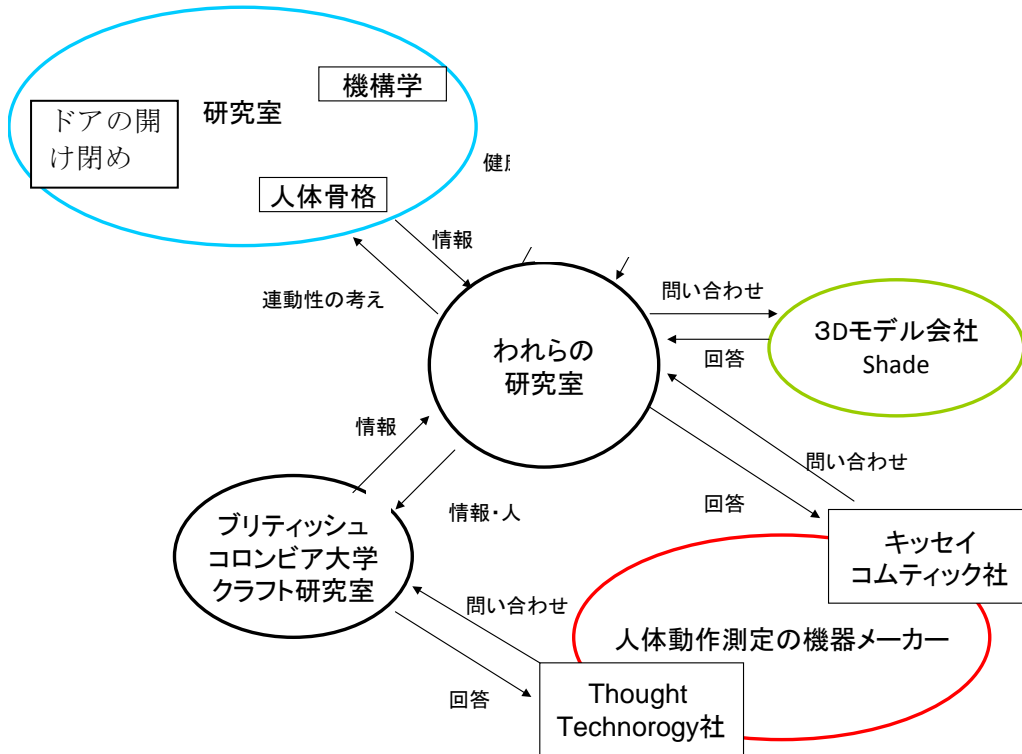 機構学
研究室
ドアの開
け閉め
人体骨格
情報
連動性の考え
問い合わせ
3Dモデル会社
Shade
回答
われらの
研究室
情報
問い合わせ
回答
情報・人
ブリティッシュ
コロンビア大学
クラフト研究室
キッセイ
コムティック社
問い合わせ
人体動作測定の機器メーカー
回答
Thought
Technorogy社